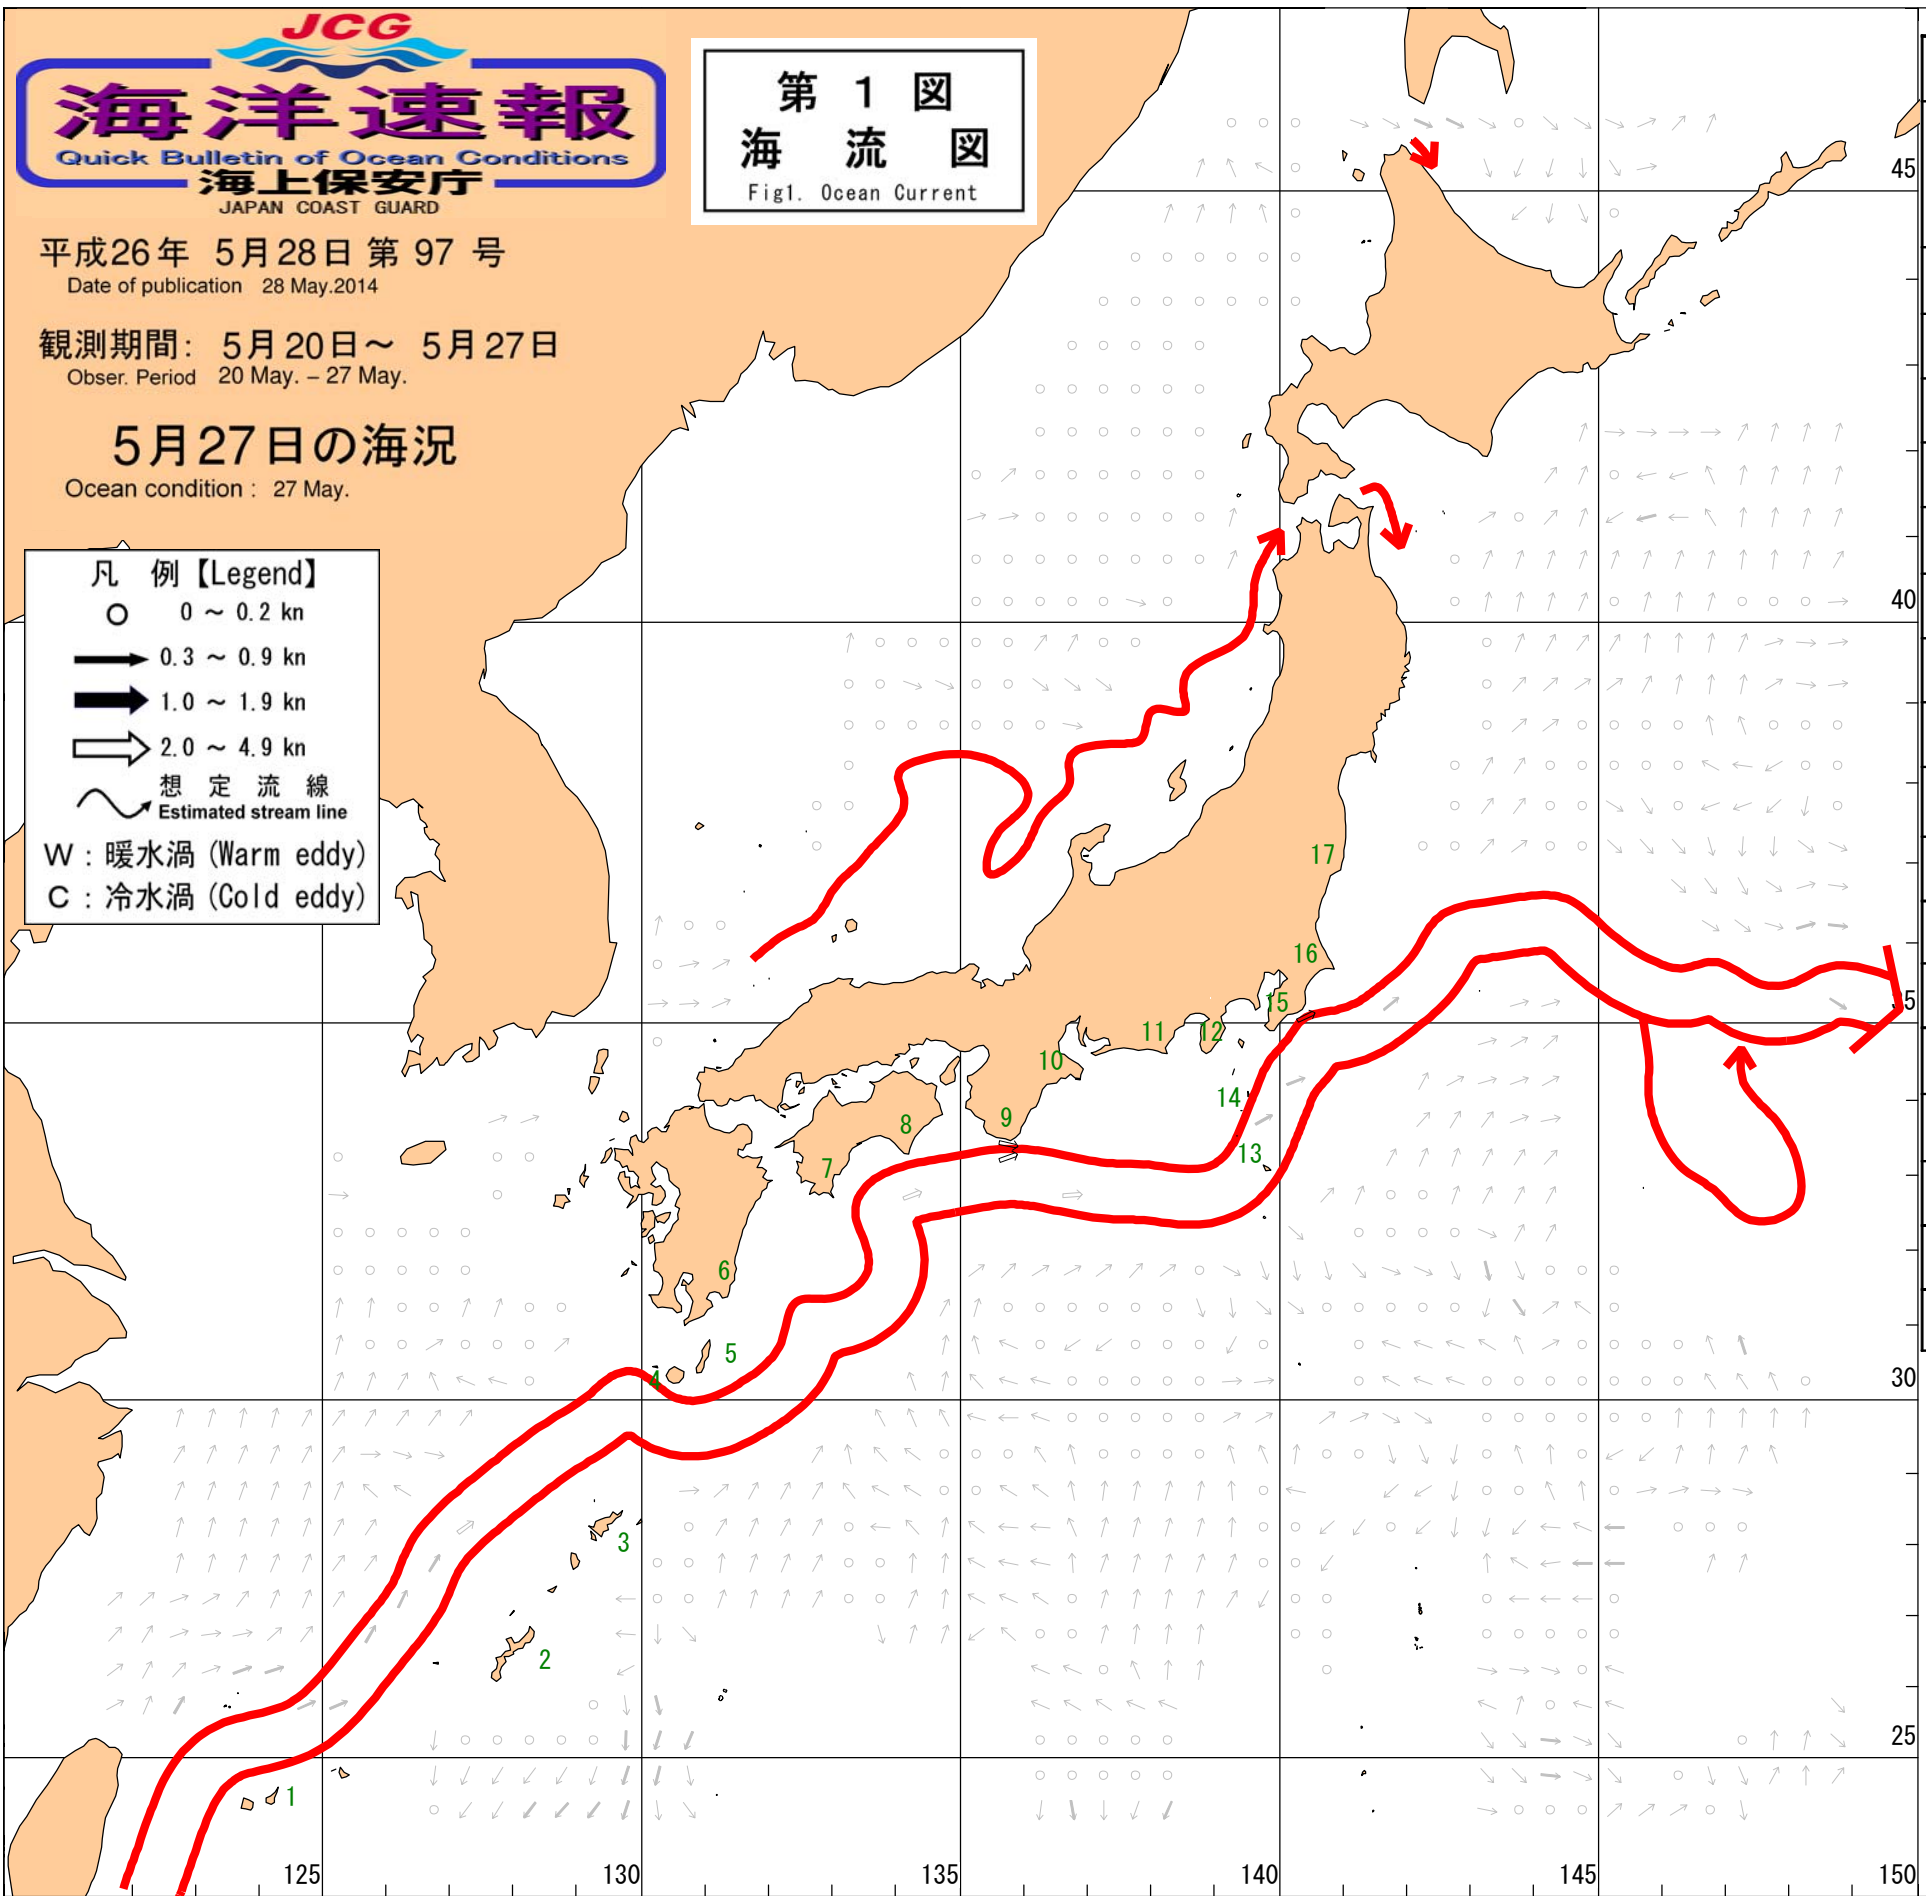 JCG
海洋速報
Quick Bulletin of Ocean Conditions
海上保安庁
JAPAN COAST GUARD
平成26年 5月28日 第 97 号
Date of publication 28 May.2014
観測期間: 5月20日~ 5月27日
Obser. Period 20 May. – 27 May.
5月27日の海況
Ocean condition : 27 May.
第 1 図
海 流 図
Fig1. Ocean Current
凡 例【Legend】
0 ~ 0.2 kn
0.3 ~ 0.9 kn
1.0 ~ 1.9 kn
2.0 ~ 4.9 kn
想 定 流 線
Estimated stream line
W : 暖水渦 (Warm eddy)
C : 冷水渦 (Cold eddy)
45
40
17
16
15
35
11
12
10
14
9
8
13
7
6
5
4
30
3
2
25
1
125
130
135
140
145
150